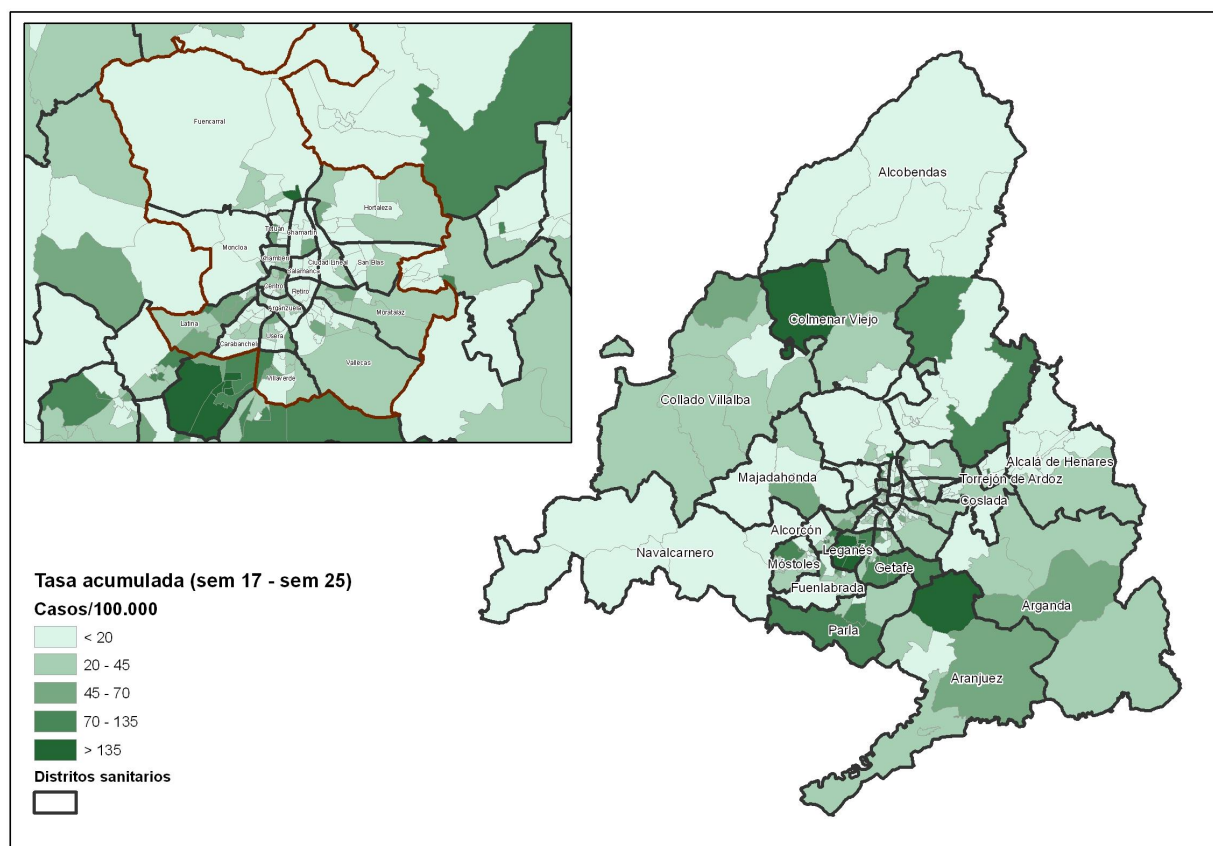 Fuencarral
Hortaleza
Tetuán
Chamartín
Moncloa
Chamberí
Ciudad Lineal
San Blas
Salamanca
Centro
Retiro
Arganzuela
Moratalaz
Latina
Usera
Carabanchel
Vallecas
Villaverde
Alcobendas
Colmenar Viejo
Collado Villalba
Alcalá de Henares
Majadahonda
Torrejón de Ardoz
Coslada
Alcorcón
Navalcarnero
Leganés
Móstoles
Getafe
Fuenlabrada
Arganda
Parla
Aranjuez
Tasa acumulada (sem 17 - sem 25)
Casos/100.000
< 20
20 - 45
45 - 70
70 - 135
> 135
Distritos sanitarios